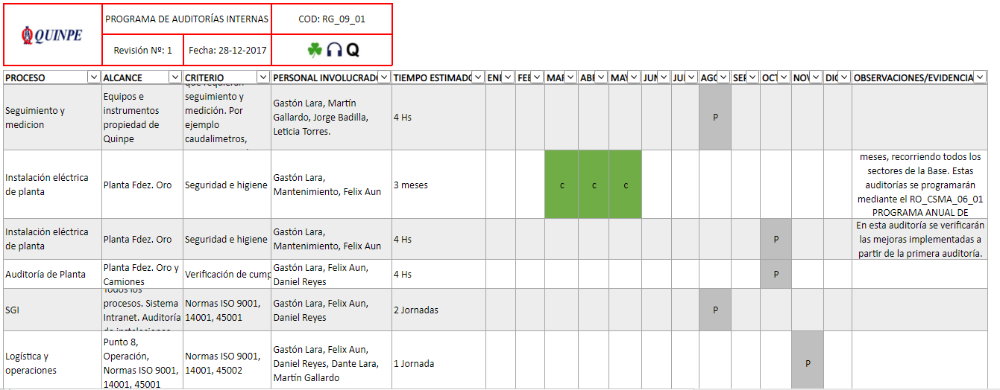 QUINPE
PROGRAMA DE AUDITORÍAS INTERNAS
COD: RG_09_01
Revisión Nº: 1
Fecha: 28-12-2017
Q
PROCESO ALCANCE CRITERIO PERSONAL INVOLUCRADO TIEMPO ESTIMADO ENE FEB MAR ABR MAY JUN JUL AGO SEP OCT NOV DIC OBSERVACIONES/EVIDENCIA
Seguimiento y
medicion
Equipos e
instrumentos
propiedad de
Quinpe
que requieran
seguimiento y
medición. Por
ejemplo
caudalimetros,
Gastón Lara, Martín
Gallardo, Jorge Badilla,
Leticia Torres.
4 Hs
P
Instalación eléctrica
de planta
Planta Fdez. Oro
Seguridad e higiene
Gastón Lara,
Mantenimiento, Felix Aun
3 meses
c c c
meses, recorriendo todos los
sectores de la Base. Estas
auditorías se programarán
mediante el RO_CSMA_06_01
PROGRAMA ANUAL DE
Instalación eléctrica
de planta
Planta Fdez. Oro
Seguridad e higiene
Gastón Lara,
Mantenimiento, Felix Aun
4 Hs
P
En esta auditoría se verificarán
las mejoras implementadas a
partir de la primera auditoría.
Auditoría de Planta
Planta Fdez. Oro y
Camiones
Verificación de cump
Gastón Lara, Felix Aun,
Daniel Reyes
4 Hs
P
SGI
Todos los
procesos. Sistema
Intranet. Auditoría
de instalaciones
Normas ISO 9001,
14001, 45001
Gastón Lara, Felix Aun,
Daniel Reyes
2 Jornadas
P
Logística y
operaciones
Punto 8,
Operación,
Normas ISO 9001,
14001, 45001
Normas ISO 9001,
14001, 45002
Gastón Lara, Felix Aun,
Daniel Reyes, Dante Lara,
Martín Gallardo
1 Jornada
P